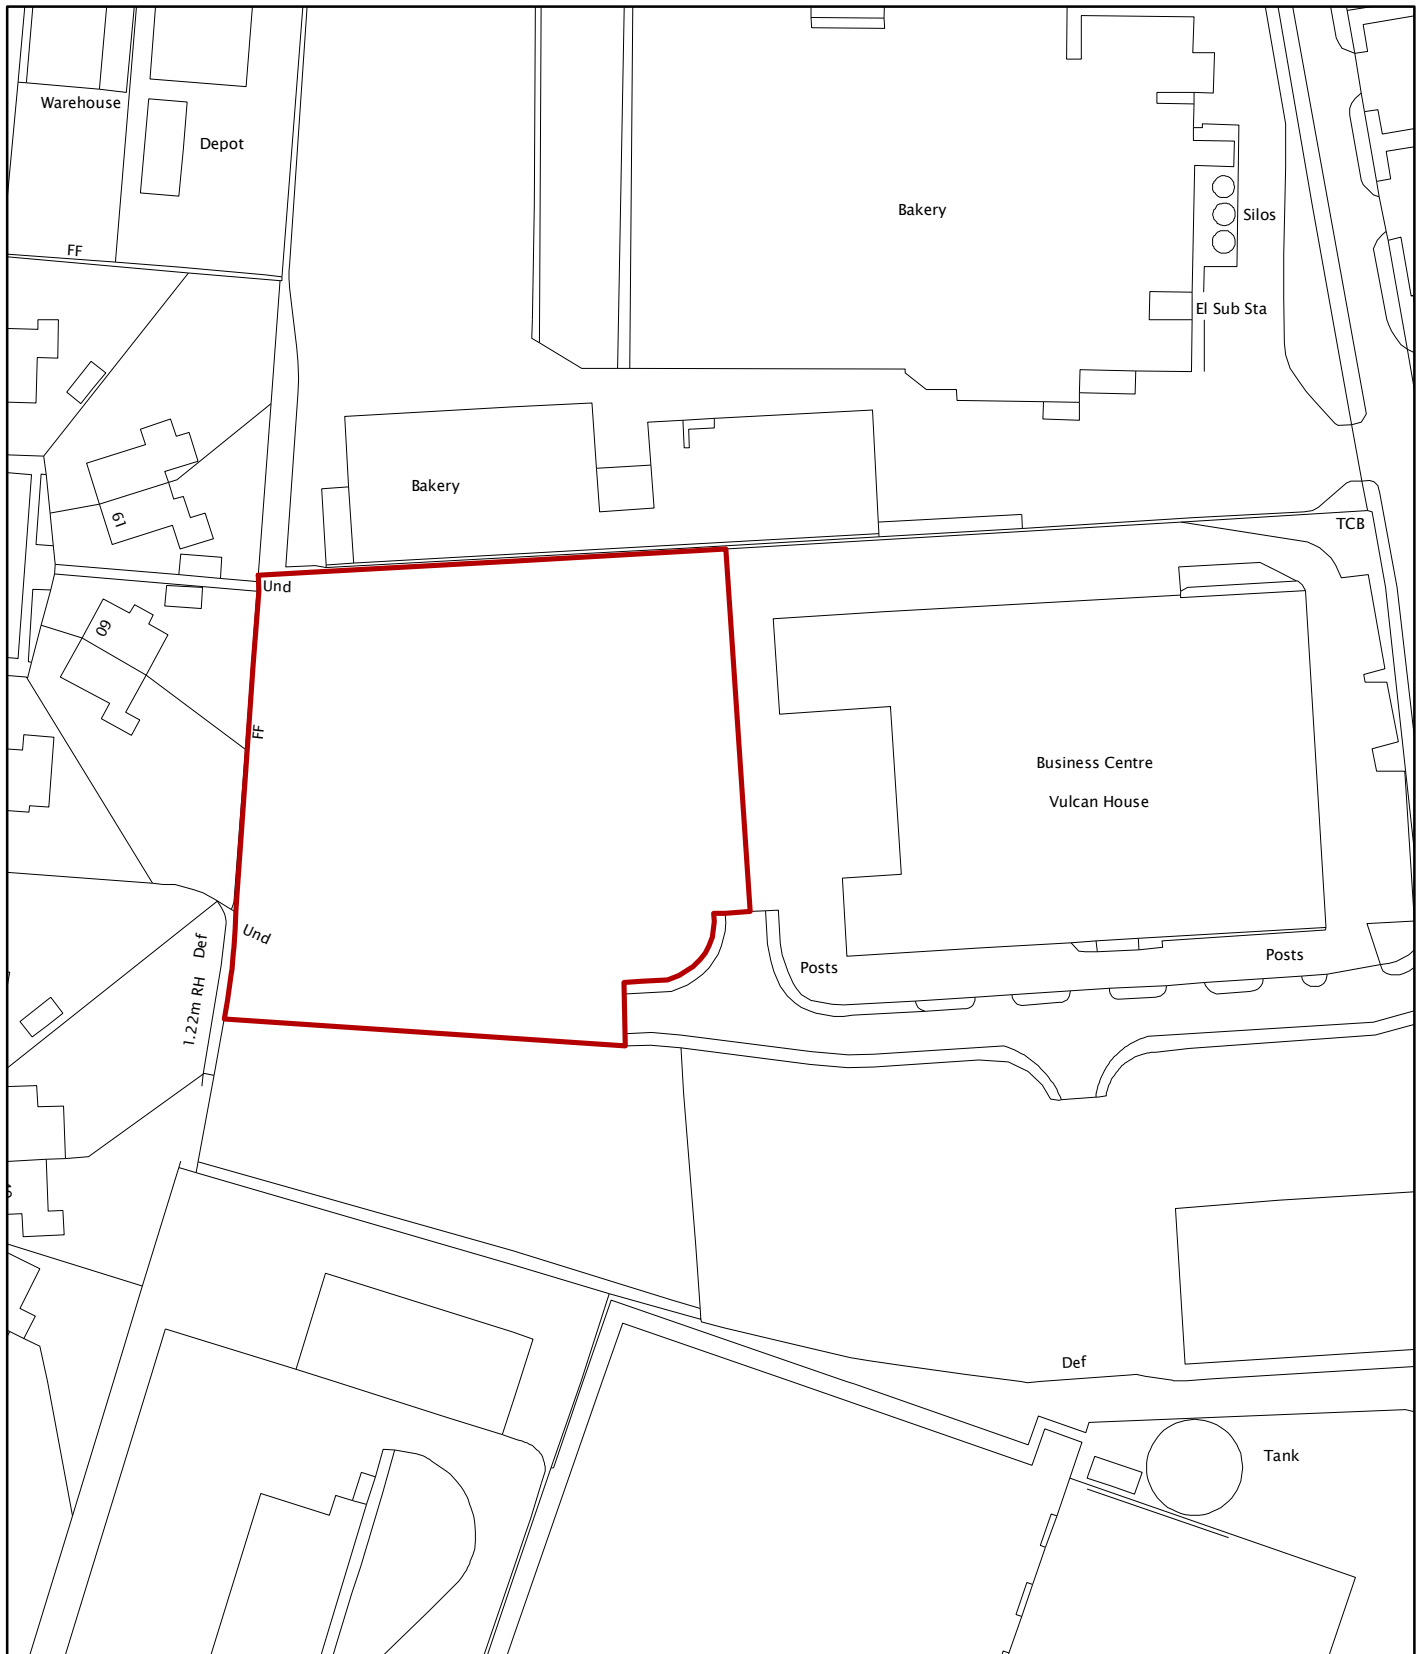 Warehouse
Depot
FF
Bakery
Silos
El Sub Sta
Bakery
61
TCB
Und
60
FF
Business Centre
Vulcan House
Und
Def
1.22m RH
Posts
Posts
Def
Tank